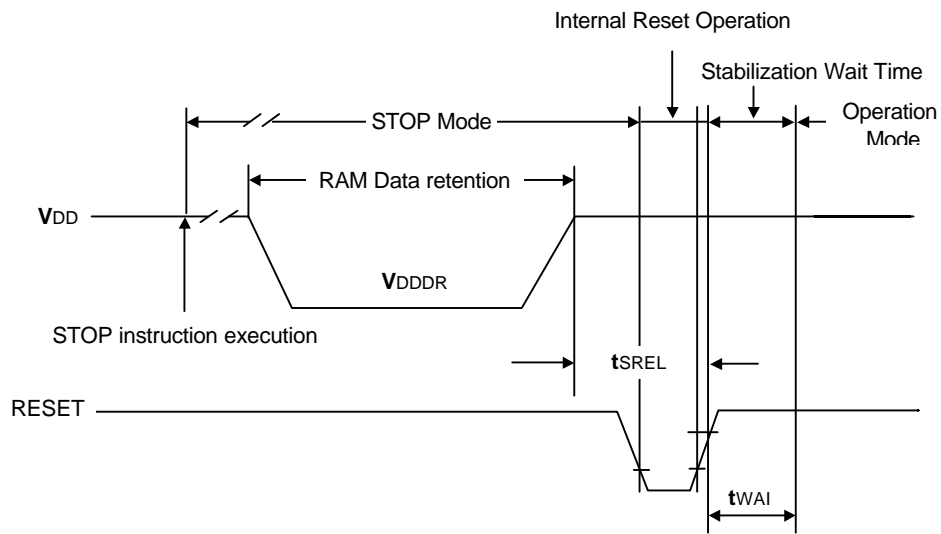 Internal Reset Operation
Stabilization Wait Time
STOP Mode
Operation
Mode
RAM Data retention
VDD
VDDDR
STOP instruction execution
tSREL
RESET
tWAI